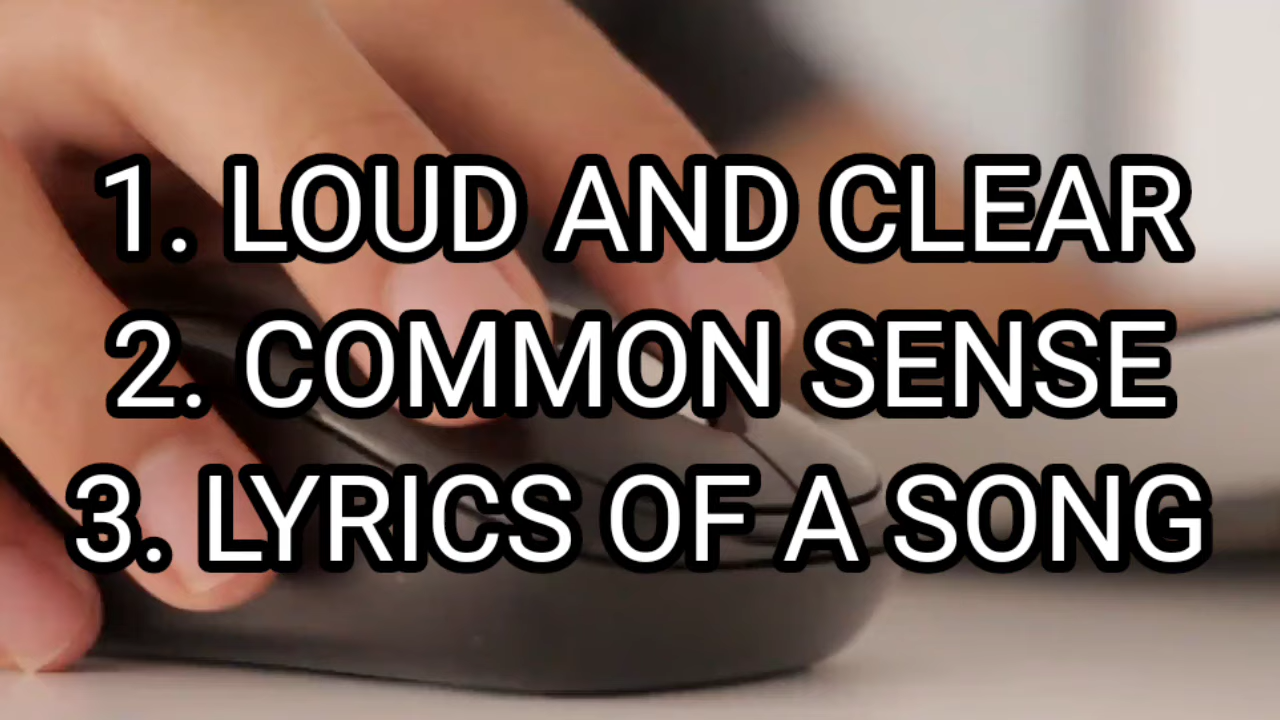 1. LOUD AND CLEAR
2. COMMON SENSE
3. LYRICS OF A SONG